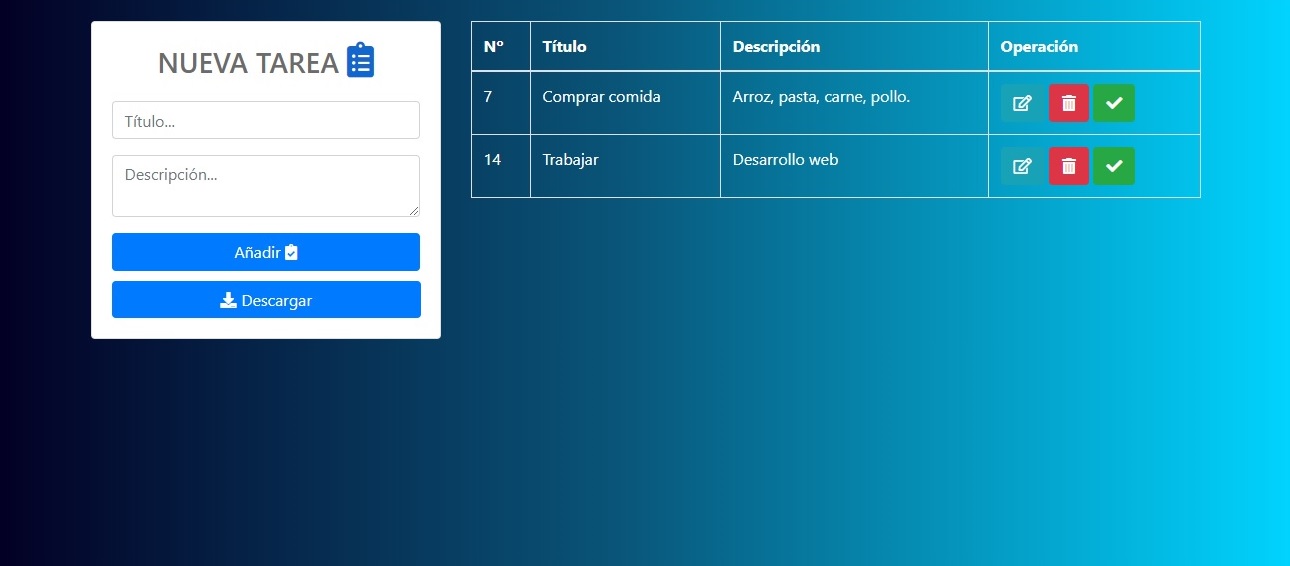 NUEVA TAREA
Título...
Descripción...
Añadir
Descargar
Nº Título Descripción Operación
7 Comprar comida Arroz, pasta, carne, pollo.
14 Trabajar Desarrollo web